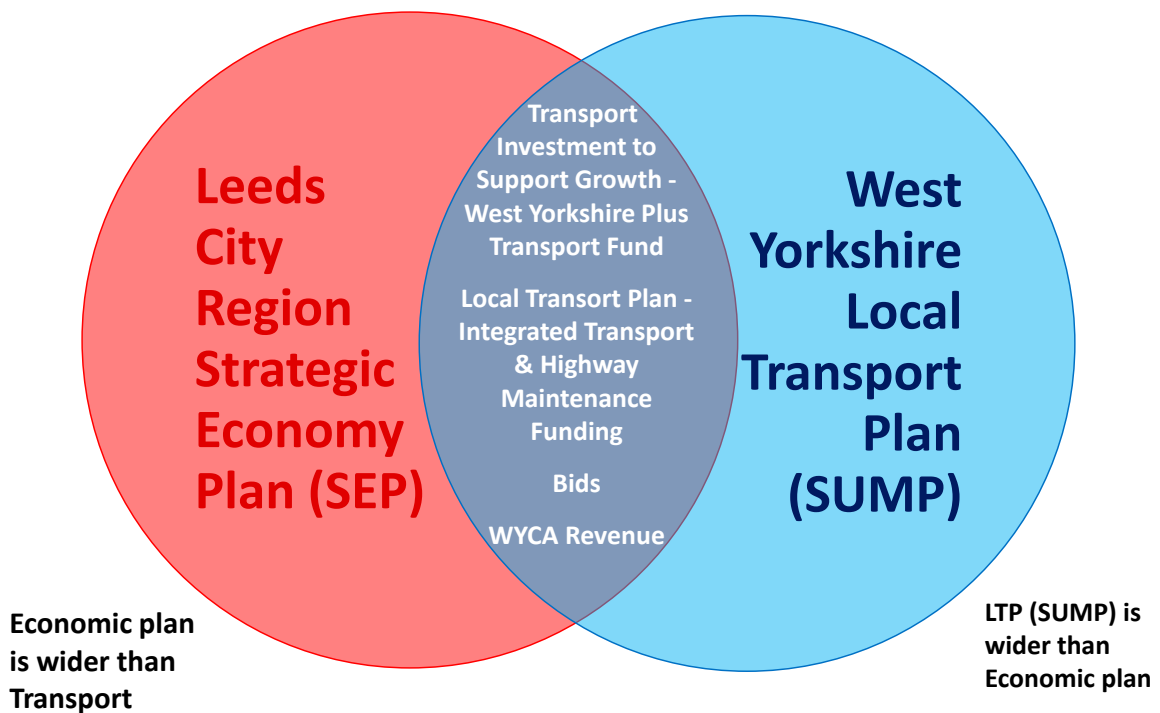 Leeds
City
Region
Strategic
Economy
Plan (SEP)
Transport
Investment to
Support Growth -
West Yorkshire Plus
Transport Fund
Local Transort Plan -
Integrated Transport
& Highway
Maintenance
Funding
Bids
WYCA Revenue
West
Yorkshire
Local
Transport
Plan
(SUMP)
Economic plan
is wider than
Transport
LTP (SUMP) is
wider than
Economic plan